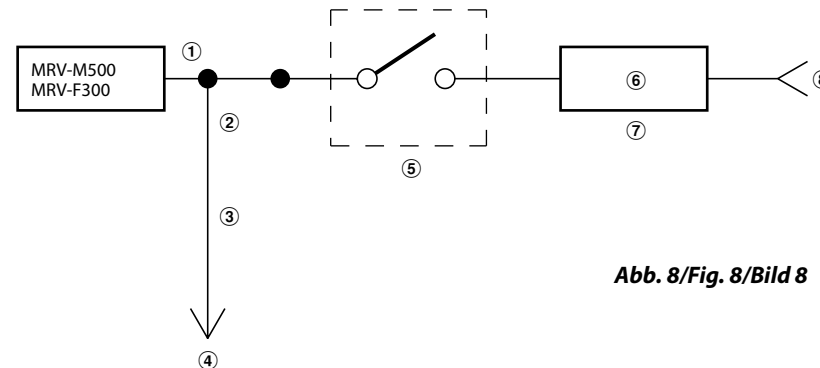 ①
MRV-M500
MRV-F300
②
③
④
⑤
⑥
⑦
Abb. 8/Fig. 8/Bild 8